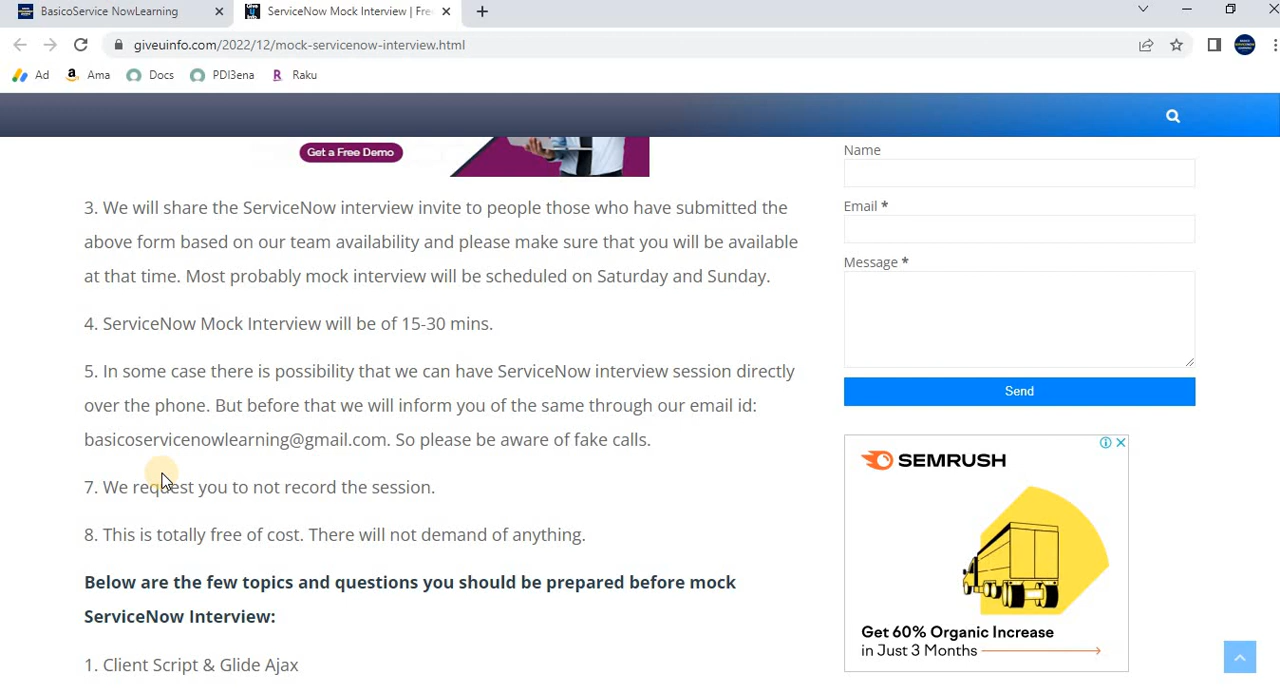 BasicoService NowLearning
ServiceNow Mock Interview | Fre
giveuinfo.com/2022/12/mock-servicenow-interview.html
Ad
Ama
Docs
PDI3ena
Raku
Get a Free Demo
3. We will share the ServiceNow interview invite to people those who have submitted the
above form based on our team availability and please make sure that you will be available
at that time. Most probably mock interview will be scheduled on Saturday and Sunday.
4. ServiceNow Mock Interview will be of 15-30 mins.
5. In some case there is possibility that we can have ServiceNow interview session directly
over the phone. But before that we will inform you of the same through our email id:
basicoservicenowlearning@gmail.com. So please be aware of fake calls.
7. We request you to not record the session.
8. This is totally free of cost. There will not demand of anything.
Below are the few topics and questions you should be prepared before mock
ServiceNow Interview:
1. Client Script & Glide Ajax
Name
Email *
Message *
Send
SEMRUSH
Get 60% Organic Increase
in Just 3 Months